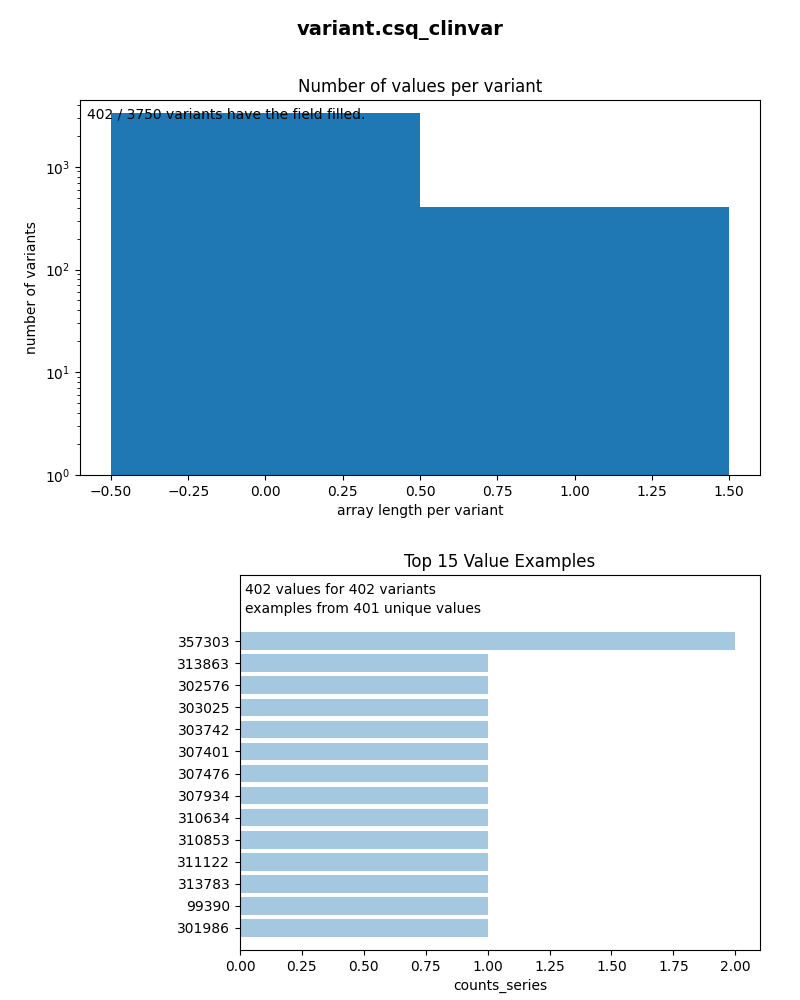 variant.csq_clinvar
Number of values per variant
402 / 3750 variants have the field filled.
number of variants
10³
10²
10¹
10⁰
−0.50 −0.25 0.00 0.25 0.50 0.75 1.00 1.25 1.50
array length per variant
Top 15 Value Examples
402 values for 402 variants
examples from 401 unique values
357303
313863
302576
303025
303742
307401
307476
307934
310634
310853
311122
313783
99390
301986
0.00 0.25 0.50 0.75 1.00 1.25 1.50 1.75 2.00
counts_series